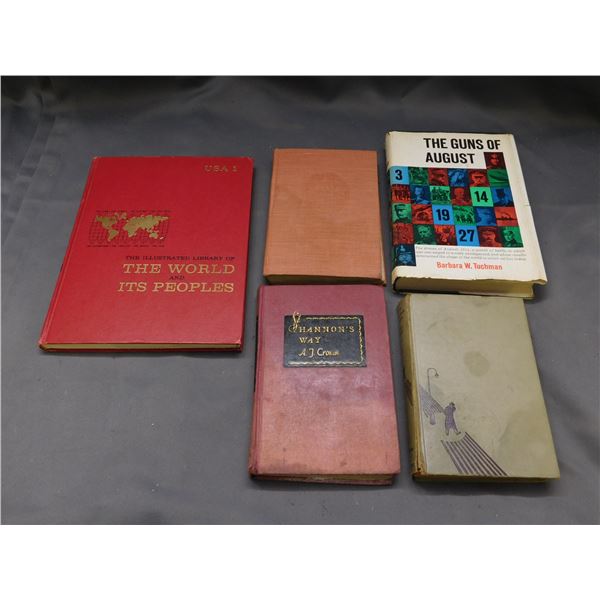 USA 1
THE ILLUSTRATED LIBRARY OF
THE WORLD
AND
ITS PEOPLES
THE GUNS OF
AUGUST
3
14
19
27
Barbara W. Tuchman
SHANNON'S
WAY
A. J. Cronin